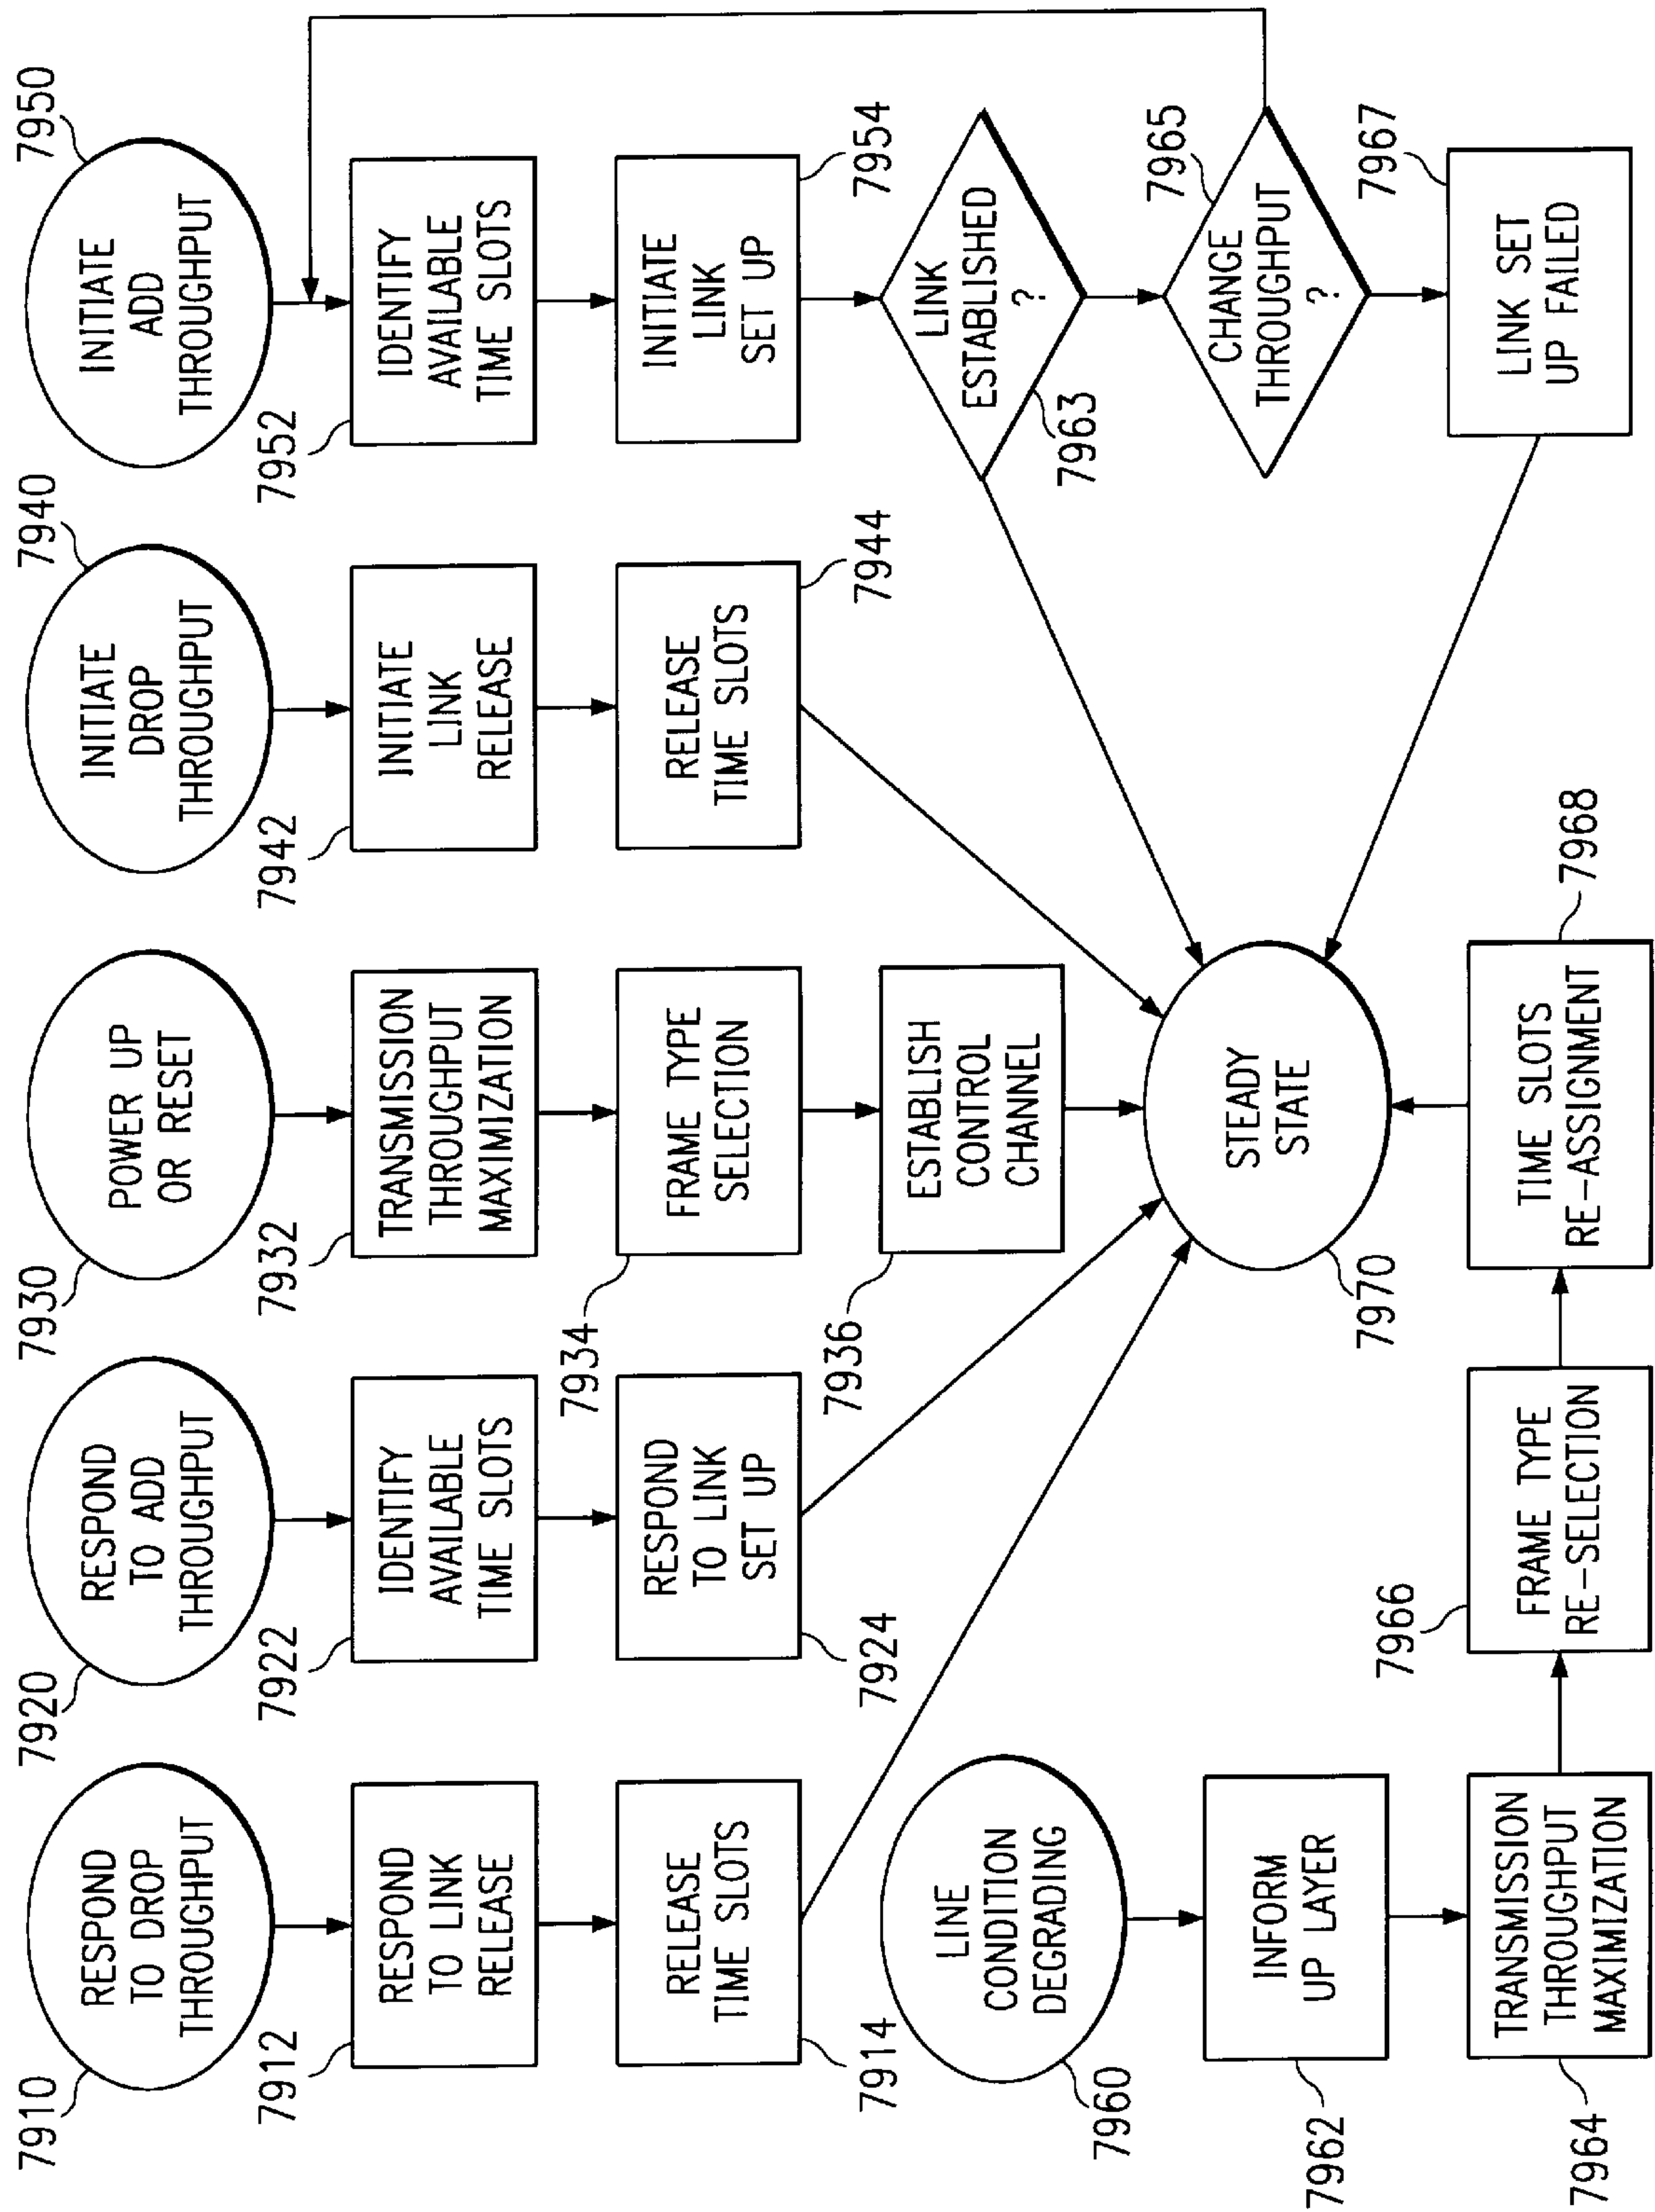 7910
RESPOND
TO DROP
THROUGHPUT
7912
RESPOND
TO LINK
RELEASE
RELEASE
TIME SLOTS
7914
7920
RESPOND
TO ADD
THROUGHPUT
7922
IDENTIFY
AVAILABLE
TIME SLOTS
RESPOND
TO LINK
SET UP
7924
7930
POWER UP
OR RESET
7932
TRANSMISSION
THROUGHPUT
MAXIMIZATION
7934
FRAME TYPE
SELECTION
7936
ESTABLISH
CONTROL
CHANNEL
7940
INITIATE
DROP
THROUGHPUT
7942
INITIATE
LINK
RELEASE
RELEASE
TIME SLOTS
7944
7950
INITIATE
ADD
THROUGHPUT
7952
IDENTIFY
AVAILABLE
TIME SLOTS
INITIATE
LINK
SET UP
7954
LINK
ESTABLISHED
?
7963
7965
CHANGE
THROUGHPUT
?
7967
LINK SET
UP FAILED
LINE
CONDITION
DEGRADING
7960
INFORM
UP LAYER
7962
TRANSMISSION
THROUGHPUT
MAXIMIZATION
7964
7966
FRAME TYPE
RE-SELECTION
TIME SLOTS
RE-ASSIGNMENT
7968
STEADY
STATE
7970